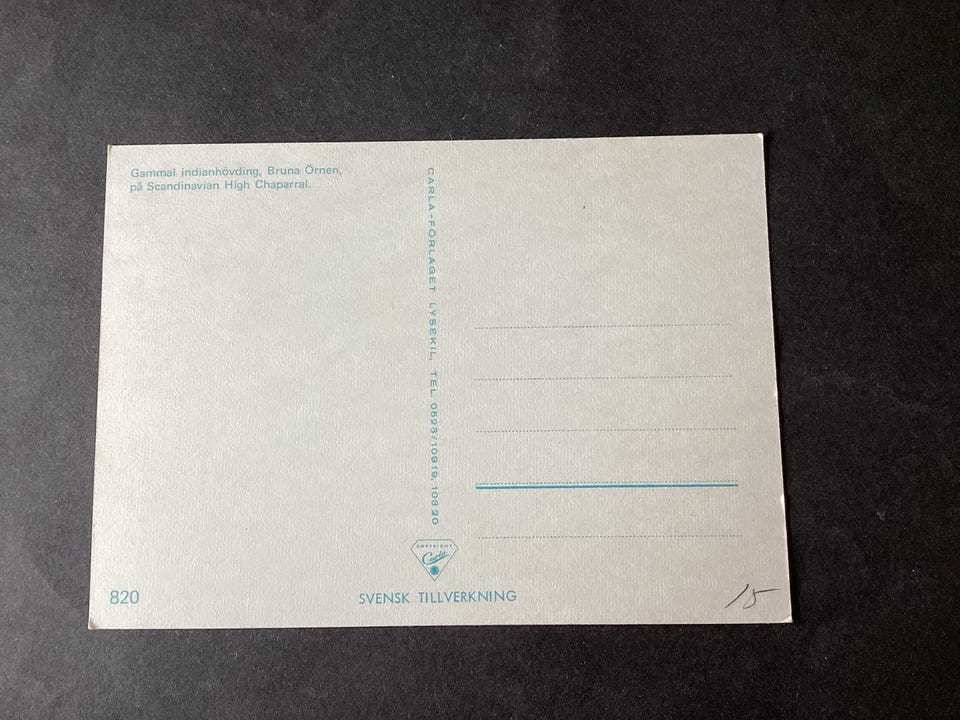 Gammal indianhövding, Bruna Örnen,
på Scandinavian High Chaparral.
CARLA-FÖRLAGET LYSEKIL, TEL. 0523/10919, 10820
COPYRIGHT
Carla
820
SVENSK TILLVERKNING
15